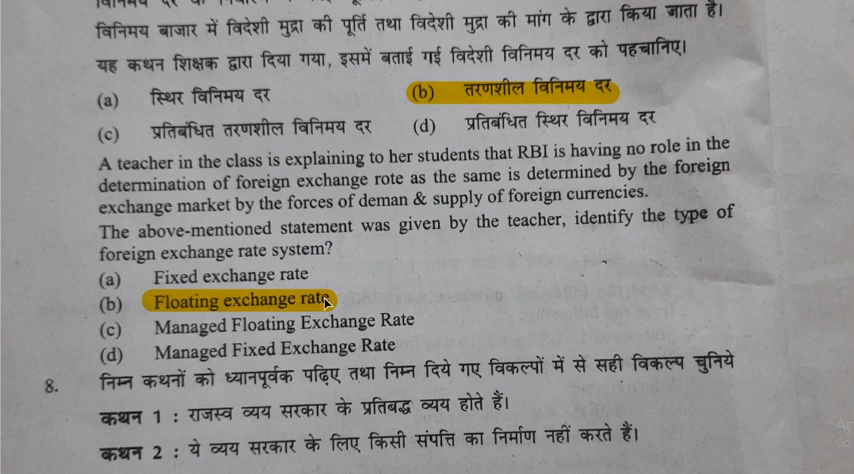 विनिमय बाजार में विदेशी मुद्रा की पूर्ति तथा विदेशी मुद्रा की मांग के द्वारा किया जाता है।
यह कथन शिक्षक द्वारा दिया गया, इसमें बताई गई विदेशी विनिमय दर को पहचानिए।
(a) स्थिर विनिमय दर (b) तरणशील विनिमय दर
(c) प्रतिबंधित तरणशील विनिमय दर (d) प्रतिबंधित स्थिर विनिमय दर
A teacher in the class is explaining to her students that RBI is having no role in the
determination of foreign exchange rote as the same is determined by the foreign
exchange market by the forces of deman & supply of foreign currencies.
The above-mentioned statement was given by the teacher, identify the type of
foreign exchange rate system?
(a) Fixed exchange rate
(b) Floating exchange rate
(c) Managed Floating Exchange Rate
(d) Managed Fixed Exchange Rate
8. निम्न कथनों को ध्यानपूर्वक पढ़िए तथा निम्न दिये गए विकल्पों में से सही विकल्प चुनिये
कथन 1 : राजस्व व्यय सरकार के प्रतिबद्ध व्यय होते हैं।
कथन 2 : ये व्यय सरकार के लिए किसी संपत्ति का निर्माण नहीं करते हैं।